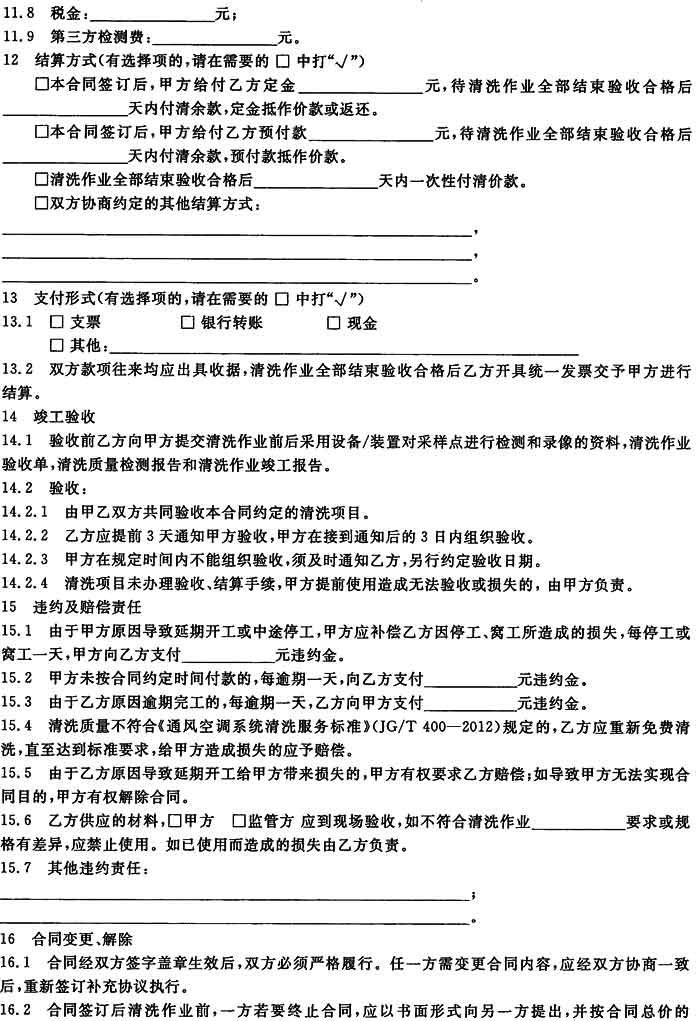 11.8 税金:____________元;
11.9 第三方检测费:____________元。
12 结算方式(有选择项的,请在需要的 □ 中打“√”)
□本合同签订后,甲方给付乙方定金____________元,待清洗作业全部结束验收合格后
____________天内付清余款,定金抵作价款或返还。
□本合同签订后,甲方给付乙方预付款____________元,待清洗作业全部结束验收合格后
____________天内付清余款,预付款抵作价款。
□清洗作业全部结束验收合格后____________天内一次性付清价款。
□双方协商约定的其他结算方式:
____________________________________________,
____________________________________________,
____________________________________________。
13 支付形式(有选择项的,请在需要的 □ 中打“√”)
13.1 □ 支票 □ 银行转账 □ 现金
□ 其他:____________________________________________
13.2 双方款项往来均应出具收据,清洗作业全部结束验收合格后乙方开具统一发票交予甲方进行
结算。
14 竣工验收
14.1 验收前乙方向甲方提交清洗作业前后采用设备/装置对采样点进行检测和录像的资料,清洗作业
验收单,清洗质量检测报告和清洗作业竣工报告。
14.2 验收:
14.2.1 由甲乙双方共同验收本合同约定的清洗项目。
14.2.2 乙方应提前 3 天通知甲方验收,甲方在接到通知后的 3 日内组织验收。
14.2.3 甲方在规定时间内不能组织验收,须及时通知乙方,另行约定验收日期。
14.2.4 清洗项目未办理验收、结算手续,甲方提前使用造成无法验收或损失的,由甲方负责。
15 违约及赔偿责任
15.1 由于甲方原因导致延期开工或中途停工,甲方应补偿乙方因停工、窝工所造成的损失,每停工或
窝工一天,甲方向乙方支付_________元违约金。
15.2 甲方未按合同约定时间付款的,每逾期一天,向乙方支付_________元违约金。
15.3 由于乙方原因逾期完工的,每逾期一天,乙方向甲方支付_________元违约金。
15.4 清洗质量不符合《通风空调系统清洗服务标准》(JG/T 400—2012)规定的,乙方应重新免费清
洗,直至达到标准要求,给甲方造成损失的应予赔偿。
15.5 由于乙方原因导致延期开工给甲方带来损失的,甲方有权要求乙方赔偿;如导致甲方无法实现合
同目的,甲方有权解除合同。
15.6 乙方供应的材料,□甲方 □监管方 应到现场验收,如不符合清洗作业_________要求或规
格有差异,应禁止使用。如已使用而造成的损失由乙方负责。
15.7 其他违约责任:
____________________________________________;
____________________________________________。
16 合同变更、解除
16.1 合同经双方签字盖章生效后,双方必须严格履行。任一方需变更合同内容,应经双方协商一致
后,重新签订补充协议执行。
16.2 合同签订后清洗作业前,一方若要终止合同,应以书面形式向另一方提出,并按合同总价的